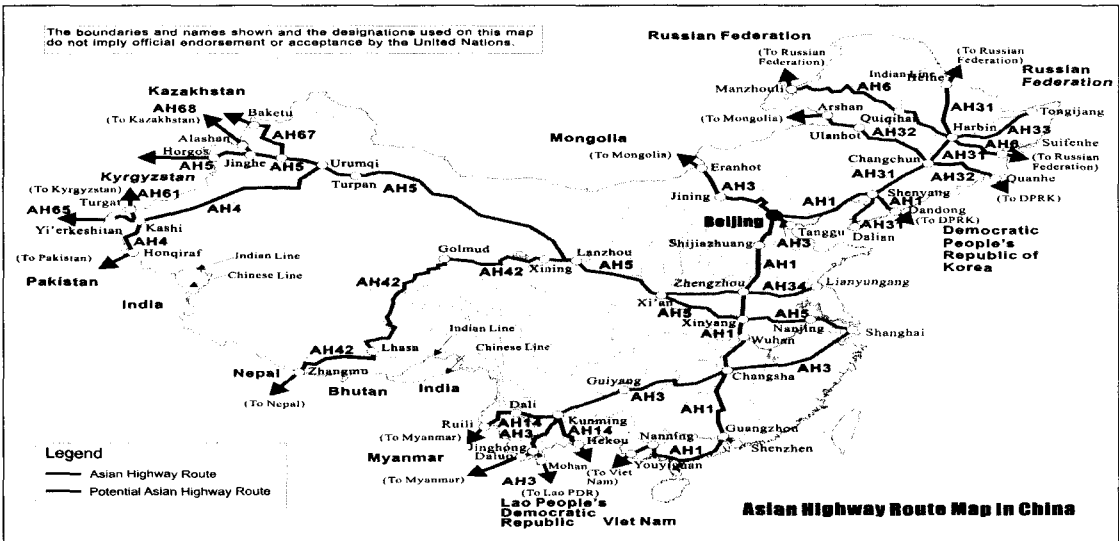 The boundaries and names shown and the designations used on this map
do not imply official endorsement or acceptance by the United Nations.
Russian Federation
(To Russian
Federation)
(To Russian
Federation)
Russian
Federation
Indian Line
Heihe
Manzhouli
AH6
Kazakhstan
AH68
(To Kazakhstan)
Baketu
AH67
Alashan
Horgos
AH5
Jinghe
AH5
Urumqi
Turpan
AH5
Arshan
(To Mongolia)
Ulanhot
AH32
Quiqihar
AH31
Harbin
Tongjiang
AH33
AH6
Suifenhe
(To Russian
Federation)
Mongolia
(To Mongolia)
Eranhot
Changchun
AH31
AH31
AH32
Quanhe
(To DPRK)
Kyrgyzstan
(To Kyrgyzstan)
AH61
Turgat
AH65
Yi'erkeshitan
Kashi
AH4
AH4
(To Pakistan)
Honqiraf
Pakistan
Indian Line
Chinese Line
India
AH3
Jining
Beijing
AH1
Shenyang
AH1
Dandong
(To DPRK)
AH31
Dalian
Tanggu
AH3
Democratic
People's
Republic of
Korea
Shijiazhuang
AH1
Golmud
AH42
Xining
Lanzhou
AH5
AH42
Zhengzhou
AH34
Lianyungang
Xi'an
AH5
Xinyang
AH5
Nanjing
AH1
Wuhan
Shanghai
AH42
Lhasa
Indian Line
Chinese Line
Nepal
Zhangmu
Bhutan
India
(To Nepal)
Changsha
AH3
Guiyang
AH3
AH1
Dali
Ruili
AH14
(To Myanmar)
AH3
Kunming
AH14
Hekou
Jinghong
Daluo
Myanmar
(To Myanmar)
AH3
Mohan
(To Lao PDR)
Lao People's
Democratic
Republic
Nanning
AH1
Youyiguan
(To Viet
Nam)
Viet Nam
Guangzhou
Shenzhen
Legend
Asian Highway Route
Potential Asian Highway Route
Asian Highway Route Map in China